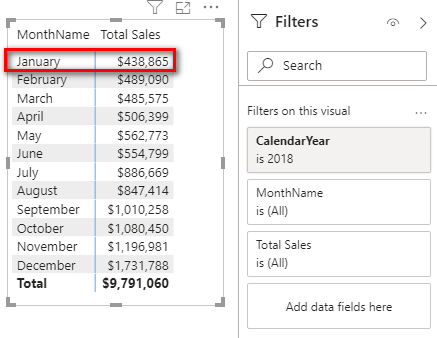 MonthName Total Sales
January $438,865
February $489,090
March $485,575
April $506,399
May $562,773
June $554,799
July $886,669
August $847,414
September $1,010,258
October $1,080,450
November $1,196,981
December $1,731,788
Total $9,791,060
Filters
Search
Filters on this visual
CalendarYear
is 2018
MonthName
is (All)
Total Sales
is (All)
Add data fields here